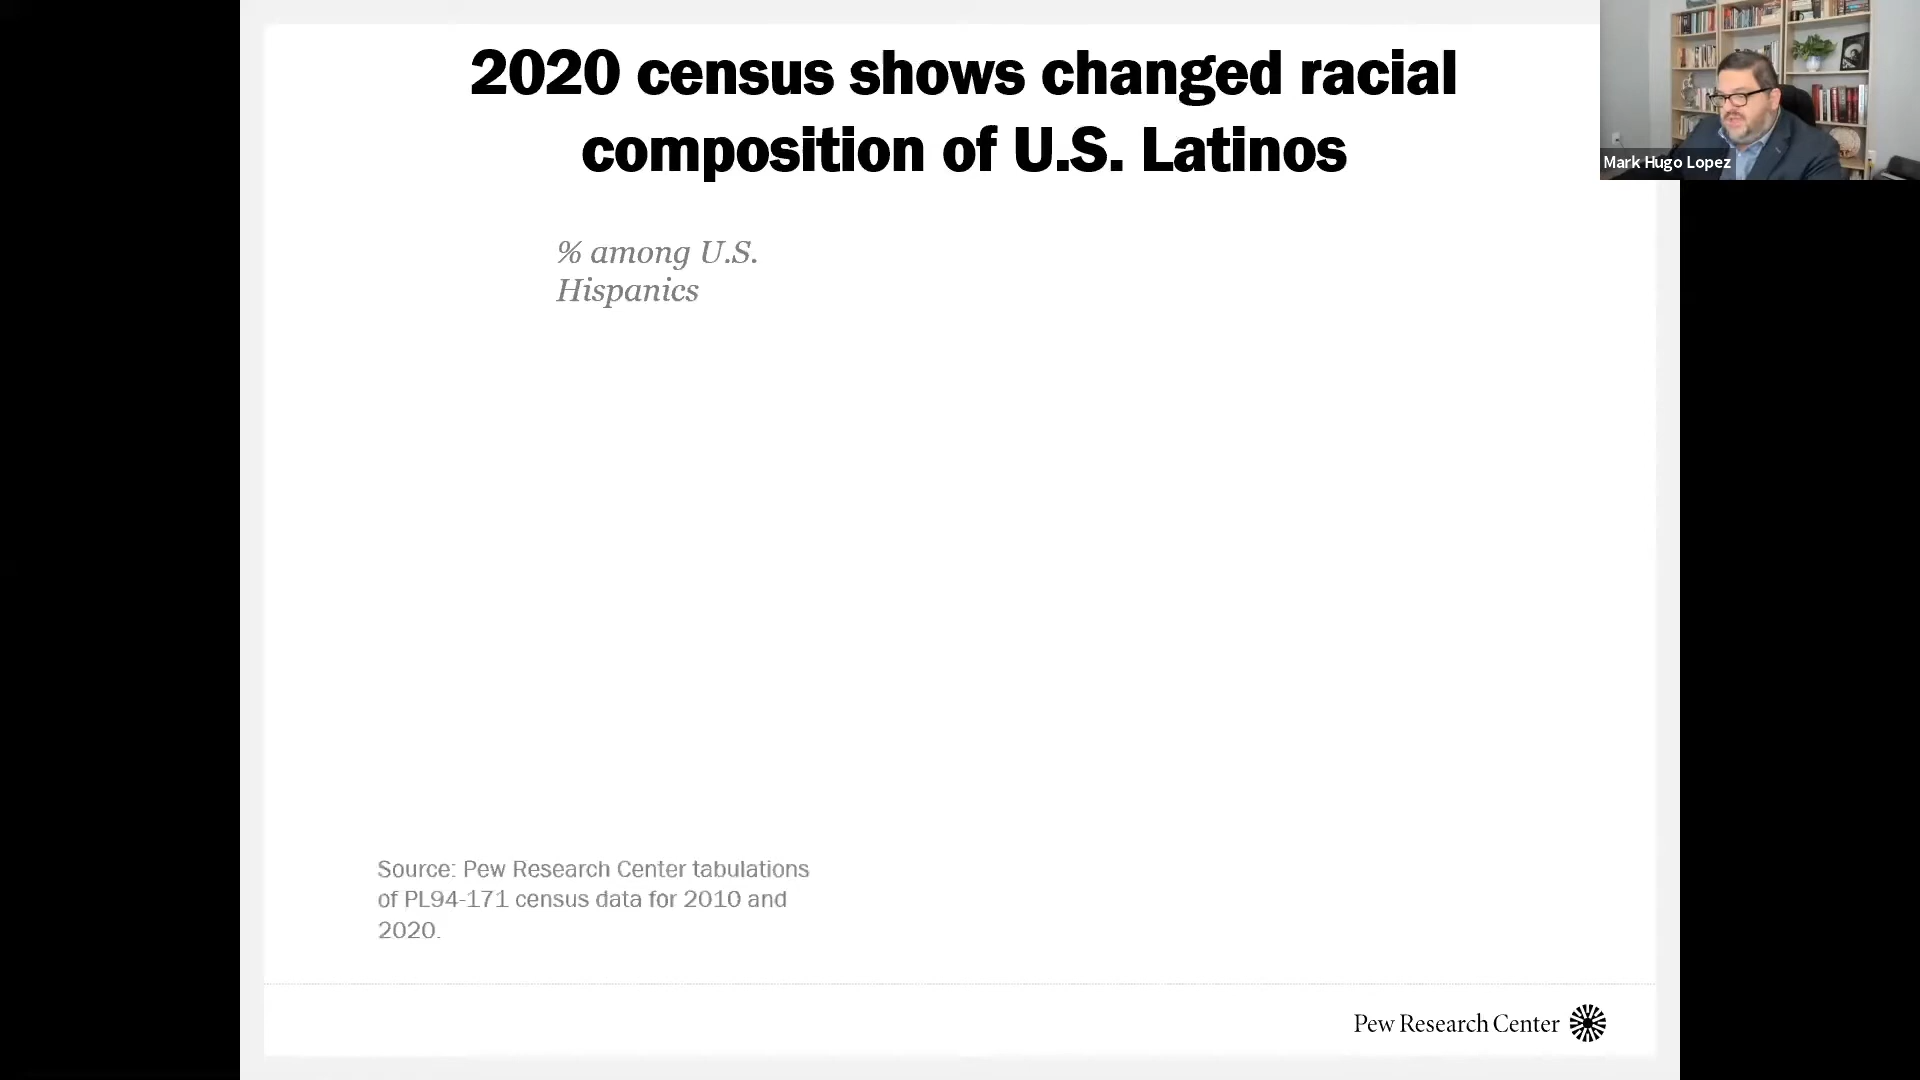 2020 census shows changed racial
composition of U.S. Latinos
Mark Hugo Lopez
% among U.S.
Hispanics
Source: Pew Research Center tabulations
of PL94-171 census data for 2010 and
2020.
Pew Research Center